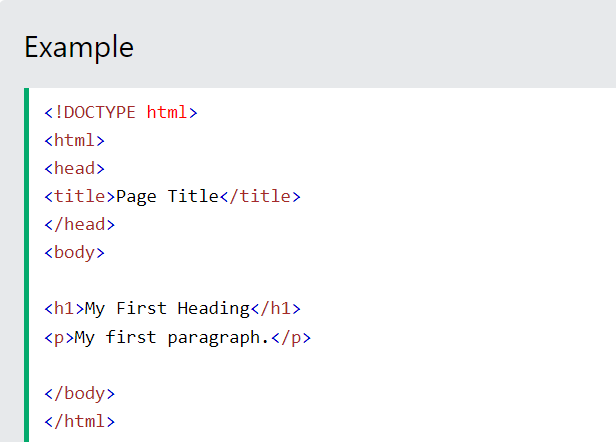 Example
<!DOCTYPE html>
<html>
<head>
<title>Page Title</title>
</head>
<body>
<h1>My First Heading</h1>
<p>My first paragraph.</p>
</body>
</html>